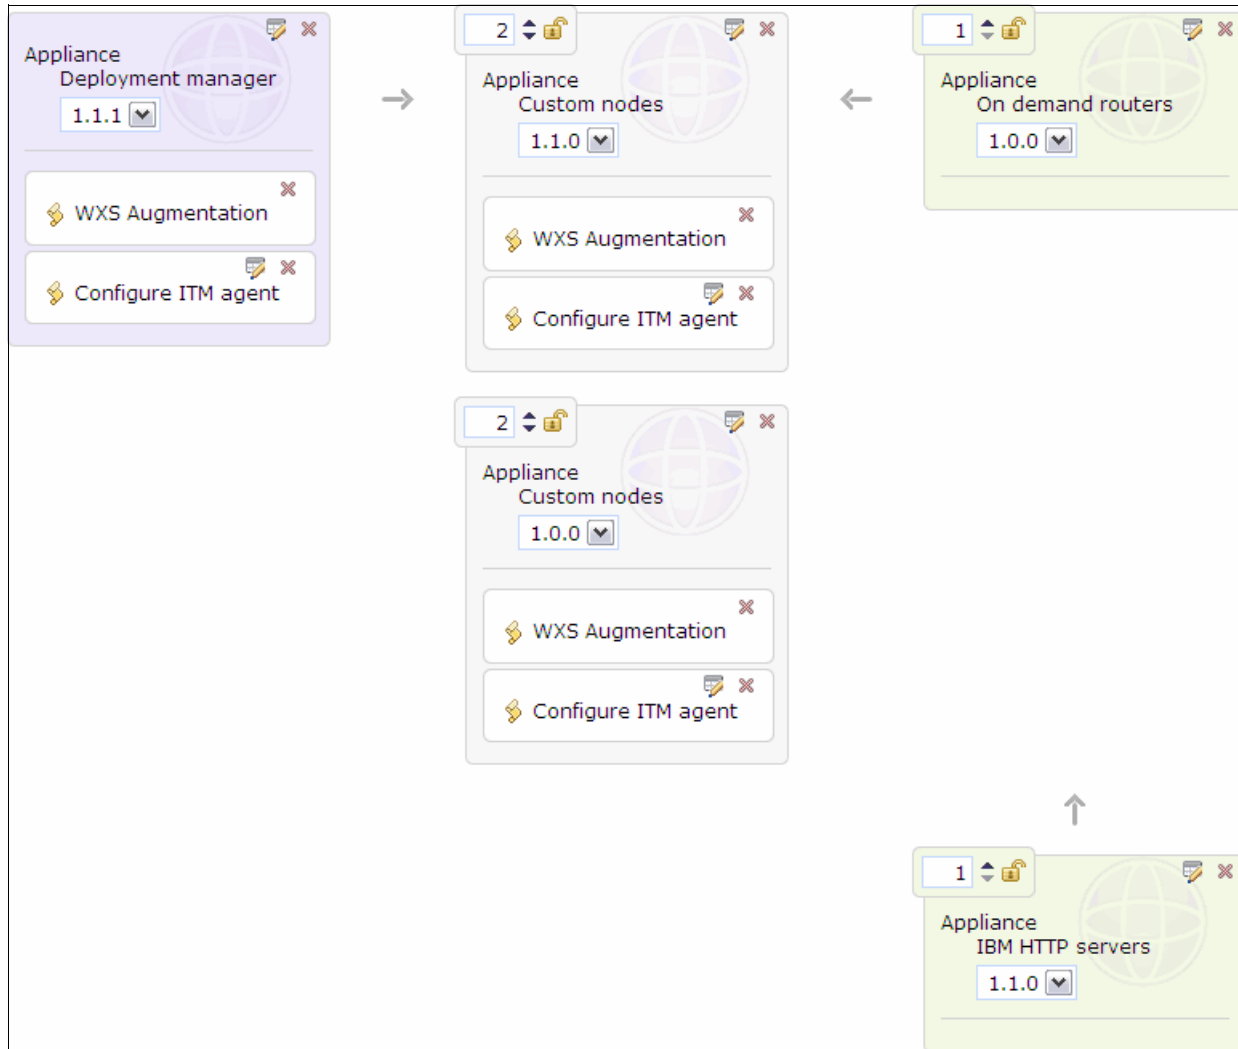 Appliance
Deployment manager
1.1.1
WXS Augmentation
Configure ITM agent
2
Appliance
Custom nodes
1.1.0
WXS Augmentation
Configure ITM agent
2
Appliance
Custom nodes
1.0.0
WXS Augmentation
Configure ITM agent
1
Appliance
On demand routers
1.0.0
1
Appliance
IBM HTTP servers
1.1.0